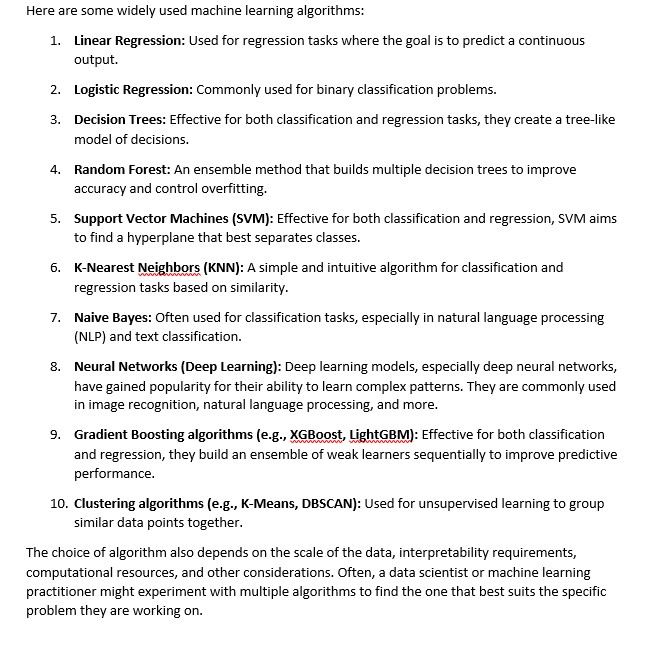 Here are some widely used machine learning algorithms:
1. Linear Regression: Used for regression tasks where the goal is to predict a continuous
output.
2. Logistic Regression: Commonly used for binary classification problems.
3. Decision Trees: Effective for both classification and regression tasks, they create a tree-like
model of decisions.
4. Random Forest: An ensemble method that builds multiple decision trees to improve
accuracy and control overfitting.
5. Support Vector Machines (SVM): Effective for both classification and regression, SVM aims
to find a hyperplane that best separates classes.
6. K-Nearest Neighbors (KNN): A simple and intuitive algorithm for classification and
regression tasks based on similarity.
7. Naive Bayes: Often used for classification tasks, especially in natural language processing
(NLP) and text classification.
8. Neural Networks (Deep Learning): Deep learning models, especially deep neural networks,
have gained popularity for their ability to learn complex patterns. They are commonly used
in image recognition, natural language processing, and more.
9. Gradient Boosting algorithms (e.g., XGBoost, LightGBM): Effective for both classification
and regression, they build an ensemble of weak learners sequentially to improve predictive
performance.
10. Clustering algorithms (e.g., K-Means, DBSCAN): Used for unsupervised learning to group
similar data points together.
The choice of algorithm also depends on the scale of the data, interpretability requirements,
computational resources, and other considerations. Often, a data scientist or machine learning
practitioner might experiment with multiple algorithms to find the one that best suits the specific
problem they are working on.